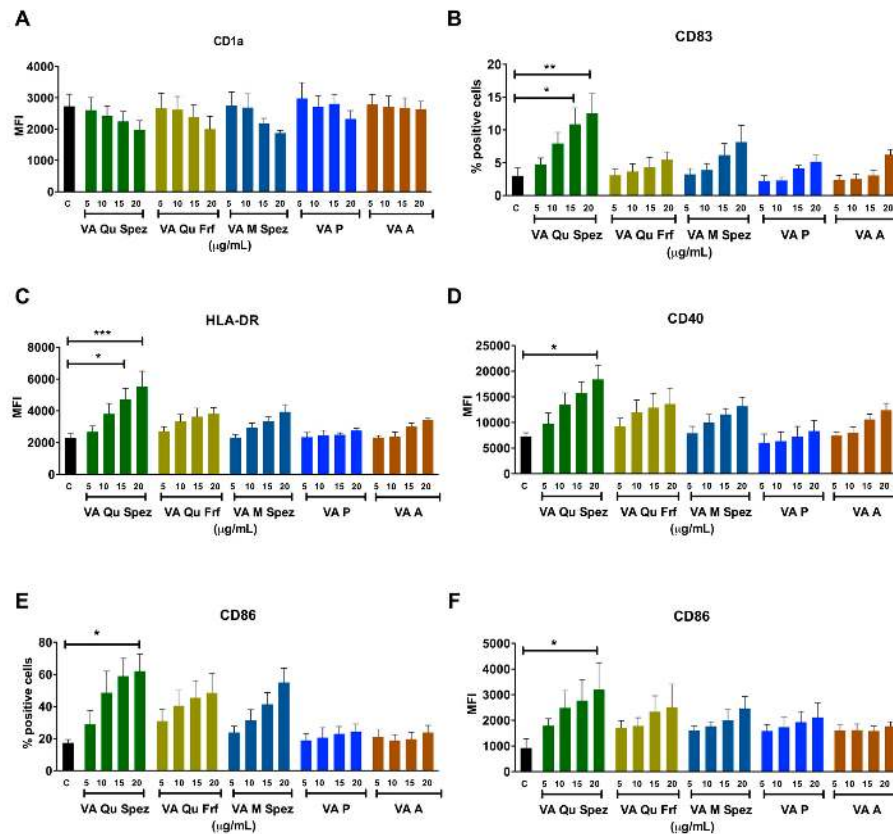 A
CD1a
MFI
4000
3000
2000
1000
0
C 5 10 15 20 5 10 15 20 5 10 15 20 5 10 15 20 5 10 15 20
VA Qu Spez VA Qu Frf VA M Spez VA P VA A
(µg/mL)
B
CD83
% positive cells
20
15
10
5
0
**
*
C 5 10 15 20 5 10 15 20 5 10 15 20 5 10 15 20 5 10 15 20
VA Qu Spez VA Qu Frf VA M Spez VA P VA A
(µg/mL)
C
HLA-DR
MFI
8000
6000
4000
2000
0
***
*
C 5 10 15 20 5 10 15 20 5 10 15 20 5 10 15 20 5 10 15 20
VA Qu Spez VA Qu Frf VA M Spez VA P VA A
(µg/mL)
D
CD40
MFI
25000
20000
15000
10000
5000
0
*
C 5 10 15 20 5 10 15 20 5 10 15 20 5 10 15 20 5 10 15 20
VA Qu Spez VA Qu Frf VA M Spez VA P VA A
(µg/mL)
E
CD86
% positive cells
80
60
40
20
0
*
C 5 10 15 20 5 10 15 20 5 10 15 20 5 10 15 20 5 10 15 20
VA Qu Spez VA Qu Frf VA M Spez VA P VA A
(µg/mL)
F
CD86
MFI
5000
4000
3000
2000
1000
0
*
C 5 10 15 20 5 10 15 20 5 10 15 20 5 10 15 20 5 10 15 20
VA Qu Spez VA Qu Frf VA M Spez VA P VA A
(µg/mL)